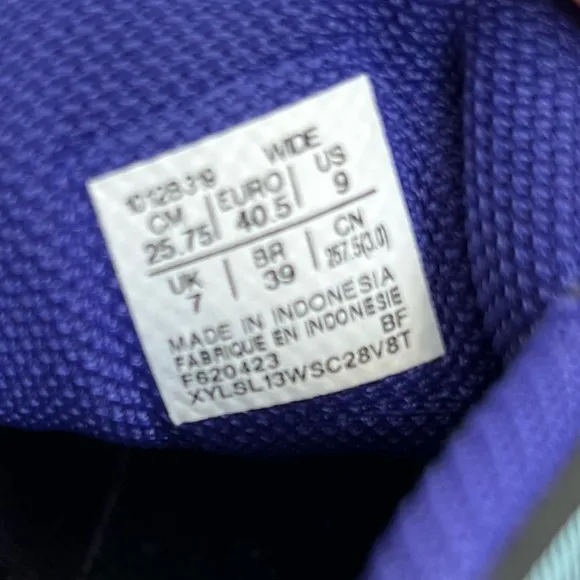 1012B319 WIDE
CM EURO US
25.75 40.5 9
UK BR CN
7 39 257.5(3.0)
MADE IN INDONESIA
FABRIQUE EN INDONESIE
F620423 BF
XYLSL13WSC28V8T